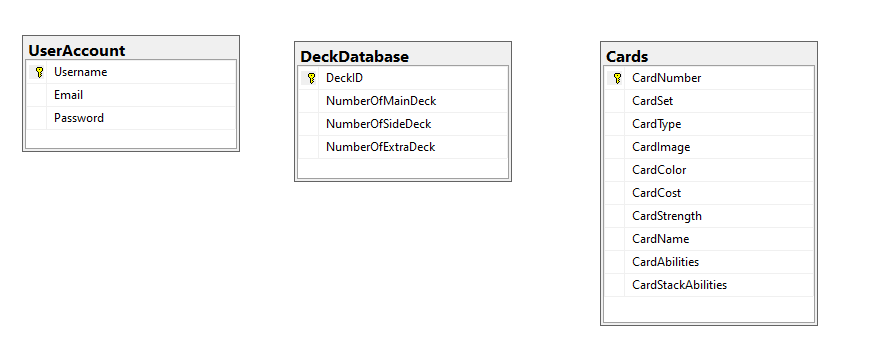 UserAccount
Username
Email
Password
DeckDatabase
DeckID
NumberOfMainDeck
NumberOfSideDeck
NumberOfExtraDeck
Cards
CardNumber
CardSet
CardType
CardImage
CardColor
CardCost
CardStrength
CardName
CardAbilities
CardStackAbilities